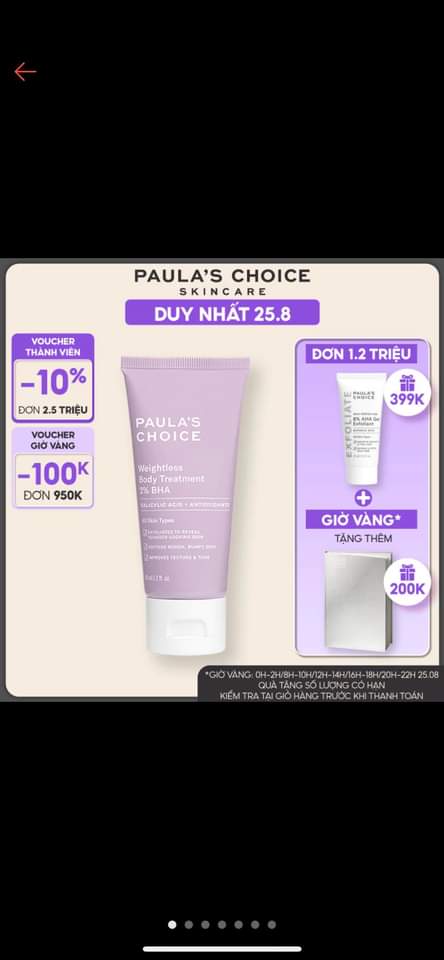 PAULA'S CHOICE
SKINCARE
DUY NHẤT 25.8
VOUCHER
THÀNH VIÊN
-10%
ĐƠN 2.5 TRIỆU
VOUCHER
GIỜ VÀNG
-100K
ĐƠN 950K
PAULA'S
CHOICE
Weightless
Body Treatment
2% BHA
SALICYLIC ACID + ANTIOXIDANTS
All Skin Types
ĐƠN 1.2 TRIỆU
EXFOLIATE
PAULA'S
CHOICE
Exfoliant
399K
+
GIỜ VÀNG*
TẶNG THÊM
200K
*GIỜ VÀNG: 0H-2H/8H-10H/12H-14H/16H-18H/20H-22H 25.08
QUÀ TẶNG SỐ LƯỢNG CÓ HẠN
KIỂM TRA TẠI GIỎ HÀNG TRƯỚC KHI THANH TOÁN